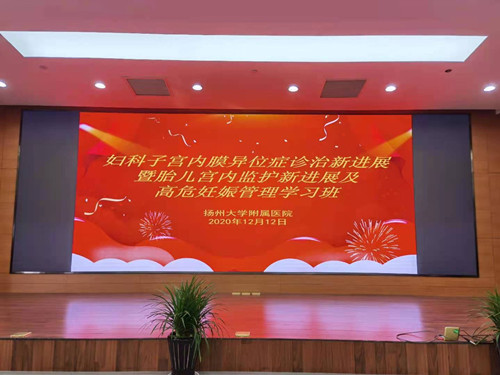 妇科子宫内膜异位症诊治新进展
暨胎儿宫内监护新进展及
高危妊娠管理学习班
扬州大学附属医院
2020年12月12日